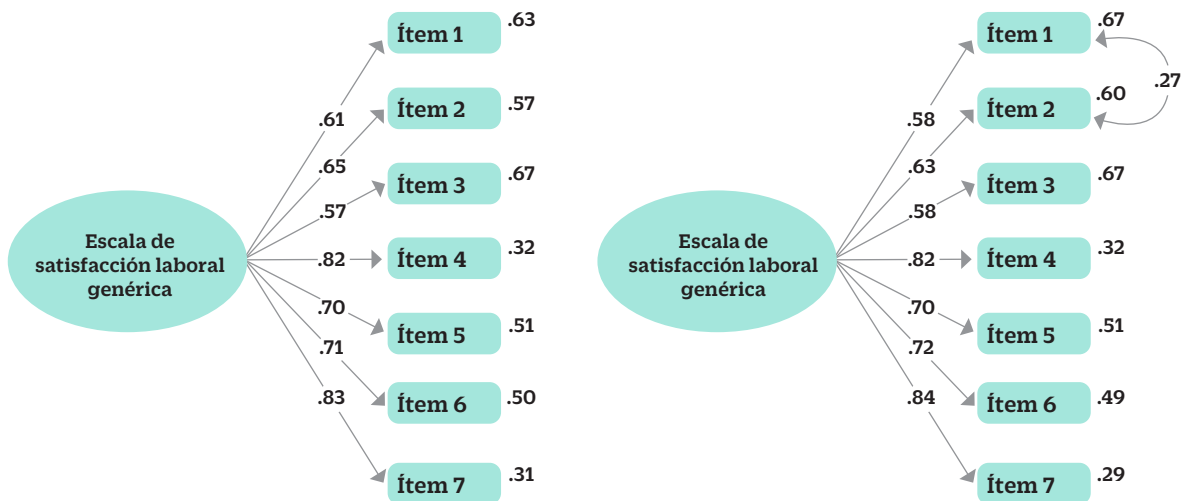 Escala de
satisfacción laboral
genérica
.61
.65
.57
.82
.70
.71
.83
Ítem 1 .63
Ítem 2 .57
Ítem 3 .67
Ítem 4 .32
Ítem 5 .51
Ítem 6 .50
Ítem 7 .31
Escala de
satisfacción laboral
genérica
.58
.63
.58
.82
.70
.72
.84
Ítem 1 .67
Ítem 2 .60
Ítem 3 .67
Ítem 4 .32
Ítem 5 .51
Ítem 6 .49
Ítem 7 .29
.27